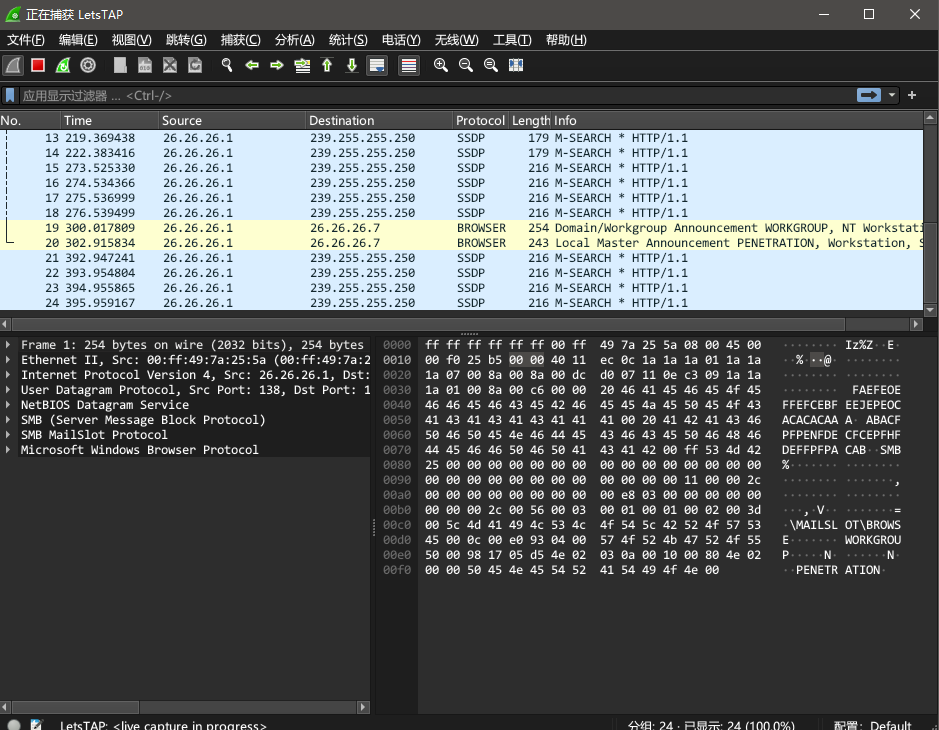 正在捕获 LetsTAP
文件(F) 编辑(E) 视图(V) 跳转(G) 捕获(C) 分析(A) 统计(S) 电话(Y) 无线(W) 工具(T) 帮助(H)
应用显示过滤器 … <Ctrl-/>
No. Time Source Destination Protocol Length Info
13 219.369438 26.26.26.1 239.255.255.250 SSDP 179 M-SEARCH * HTTP/1.1
14 222.383416 26.26.26.1 239.255.255.250 SSDP 179 M-SEARCH * HTTP/1.1
15 273.525330 26.26.26.1 239.255.255.250 SSDP 216 M-SEARCH * HTTP/1.1
16 274.534366 26.26.26.1 239.255.255.250 SSDP 216 M-SEARCH * HTTP/1.1
17 275.536999 26.26.26.1 239.255.255.250 SSDP 216 M-SEARCH * HTTP/1.1
18 276.539499 26.26.26.1 239.255.255.250 SSDP 216 M-SEARCH * HTTP/1.1
19 300.017809 26.26.26.1 26.26.26.7 BROWSER 254 Domain/Workgroup Announcement WORKGROUP, NT Workstati
20 302.915834 26.26.26.1 26.26.26.7 BROWSER 243 Local Master Announcement PENETRATION, Workstation, S
21 392.947241 26.26.26.1 239.255.255.250 SSDP 216 M-SEARCH * HTTP/1.1
22 393.954804 26.26.26.1 239.255.255.250 SSDP 216 M-SEARCH * HTTP/1.1
23 394.955865 26.26.26.1 239.255.255.250 SSDP 216 M-SEARCH * HTTP/1.1
24 395.959167 26.26.26.1 239.255.255.250 SSDP 216 M-SEARCH * HTTP/1.1
Frame 1: 254 bytes on wire (2032 bits), 254 bytes
Ethernet II, Src: 00:ff:49:7a:25:5a (00:ff:49:7a:2
Internet Protocol Version 4, Src: 26.26.26.1, Dst:
User Datagram Protocol, Src Port: 138, Dst Port: 1
NetBIOS Datagram Service
SMB (Server Message Block Protocol)
SMB MailSlot Protocol
Microsoft Windows Browser Protocol
0000 ff ff ff ff ff ff 00 ff 49 7a 25 5a 08 00 45 00 ········ Iz%Z··E·
0010 00 f0 25 b5 00 00 40 11 ec 0c 1a 1a 1a 01 1a 1a ··%···@· ········
0020 1a 07 00 8a 00 8a 00 dc d0 07 11 0e c3 09 1a 1a ········ ········
0030 1a 01 00 8a 00 c6 00 00 20 46 41 45 46 45 4f 45 ········  FAEFEOE
0040 46 46 45 46 43 45 42 46 45 45 4a 45 50 45 4f 43 FFEFCEBF EEJEPEOC
0050 41 43 41 43 41 43 41 41 41 00 20 41 42 41 43 46 ACACACAA A· ABACF
0060 50 46 50 45 4e 46 44 45 43 46 43 45 50 46 48 46 PFPENFDE CFCEPFHF
0070 44 45 46 46 50 46 50 41 43 41 42 00 ff 53 4d 42 DEFFPFPA CAB··SMB
0080 25 00 00 00 00 00 00 00 00 00 00 00 00 00 00 00 %······· ········
0090 00 00 00 00 00 00 00 00 00 00 00 00 11 00 00 2c ········ ·······,
00a0 00 00 00 00 00 00 00 00 00 e8 03 00 00 00 00 00 ········ ········
00b0 00 00 00 2c 00 56 00 03 00 01 00 01 00 02 00 3d ···,·V·· ·······=
00c0 00 5c 4d 41 49 4c 53 4c 4f 54 5c 42 52 4f 57 53 ·\MAILSL OT\BROWS
00d0 45 00 0c 00 e0 93 04 00 57 4f 52 4b 47 52 4f 55 E······· WORKGROU
00e0 50 00 98 17 05 d5 4e 02 03 0a 00 10 00 80 4e 02 P·····N· ······N·
00f0 00 00 50 45 4e 45 54 52 41 54 49 4f 4e 00 ··PENETR ATION·
LetsTAP: <live capture in progress> 分组: 24 · 已显示: 24 (100.0%) 配置: Default